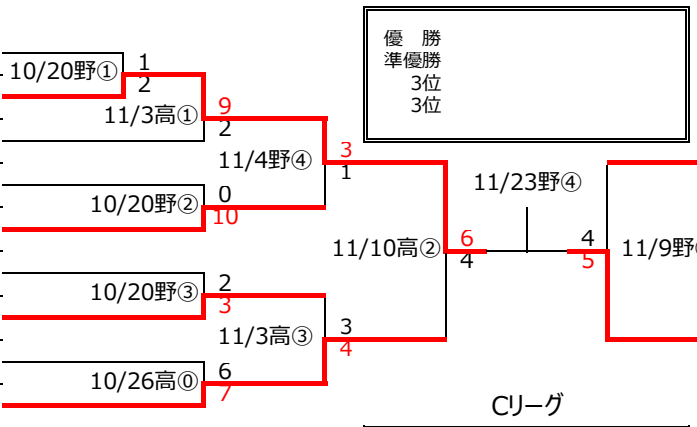 優　勝
準優勝
3位
3位
10/20野①
1
2
11/3高①
9
2
11/4野④
3
1
10/20野②
0
10
11/23野④
11/10高②
6
4
4
5
11/9野
10/20野③
2
3
11/3高③
3
4
10/26高⓪
6
7
Cリーグ